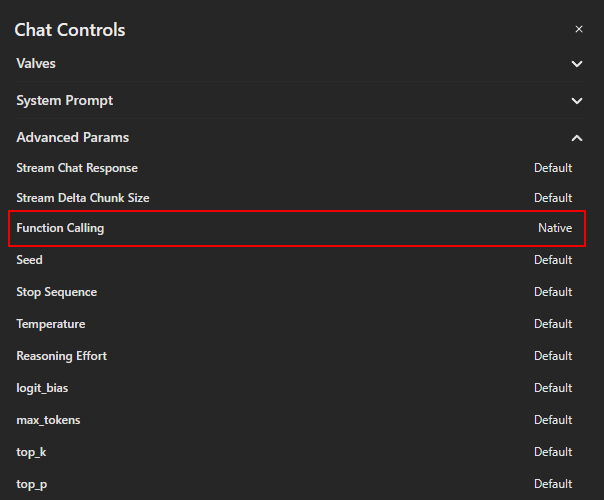 Chat Controls
Valves
System Prompt
Advanced Params
Stream Chat Response Default
Stream Delta Chunk Size Default
Function Calling Native
Seed Default
Stop Sequence Default
Temperature Default
Reasoning Effort Default
logit_bias Default
max_tokens Default
top_k Default
top_p Default